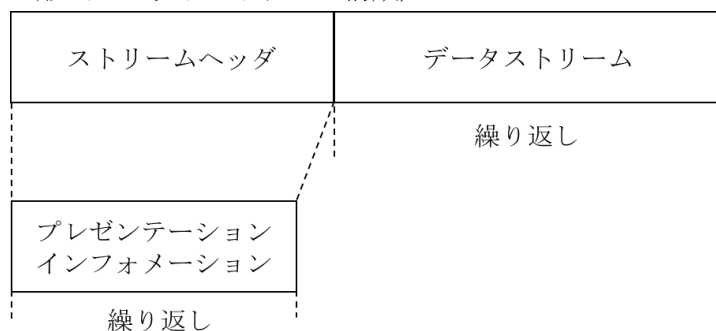 ストリームヘッダ
データストリーム
繰り返し
プレゼンテーション
インフォメーション
繰り返し